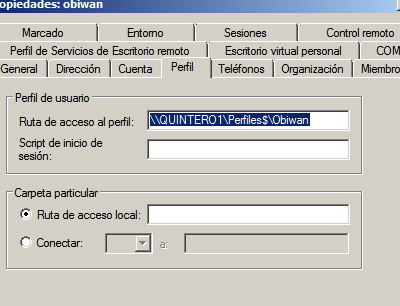 opiedades: obiwan
Marcado Entorno Sesiones Control remoto
Perfil de Servicios de Escritorio remoto Escritorio virtual personal COM
General Dirección Cuenta Perfil Teléfonos Organización Miembro
Perfil de usuario
Ruta de acceso al perfil: \\QUINTERO1\Perfiles$\Obiwan
Script de inicio de
sesión:
Carpeta particular
Ruta de acceso local:
Conectar: a: